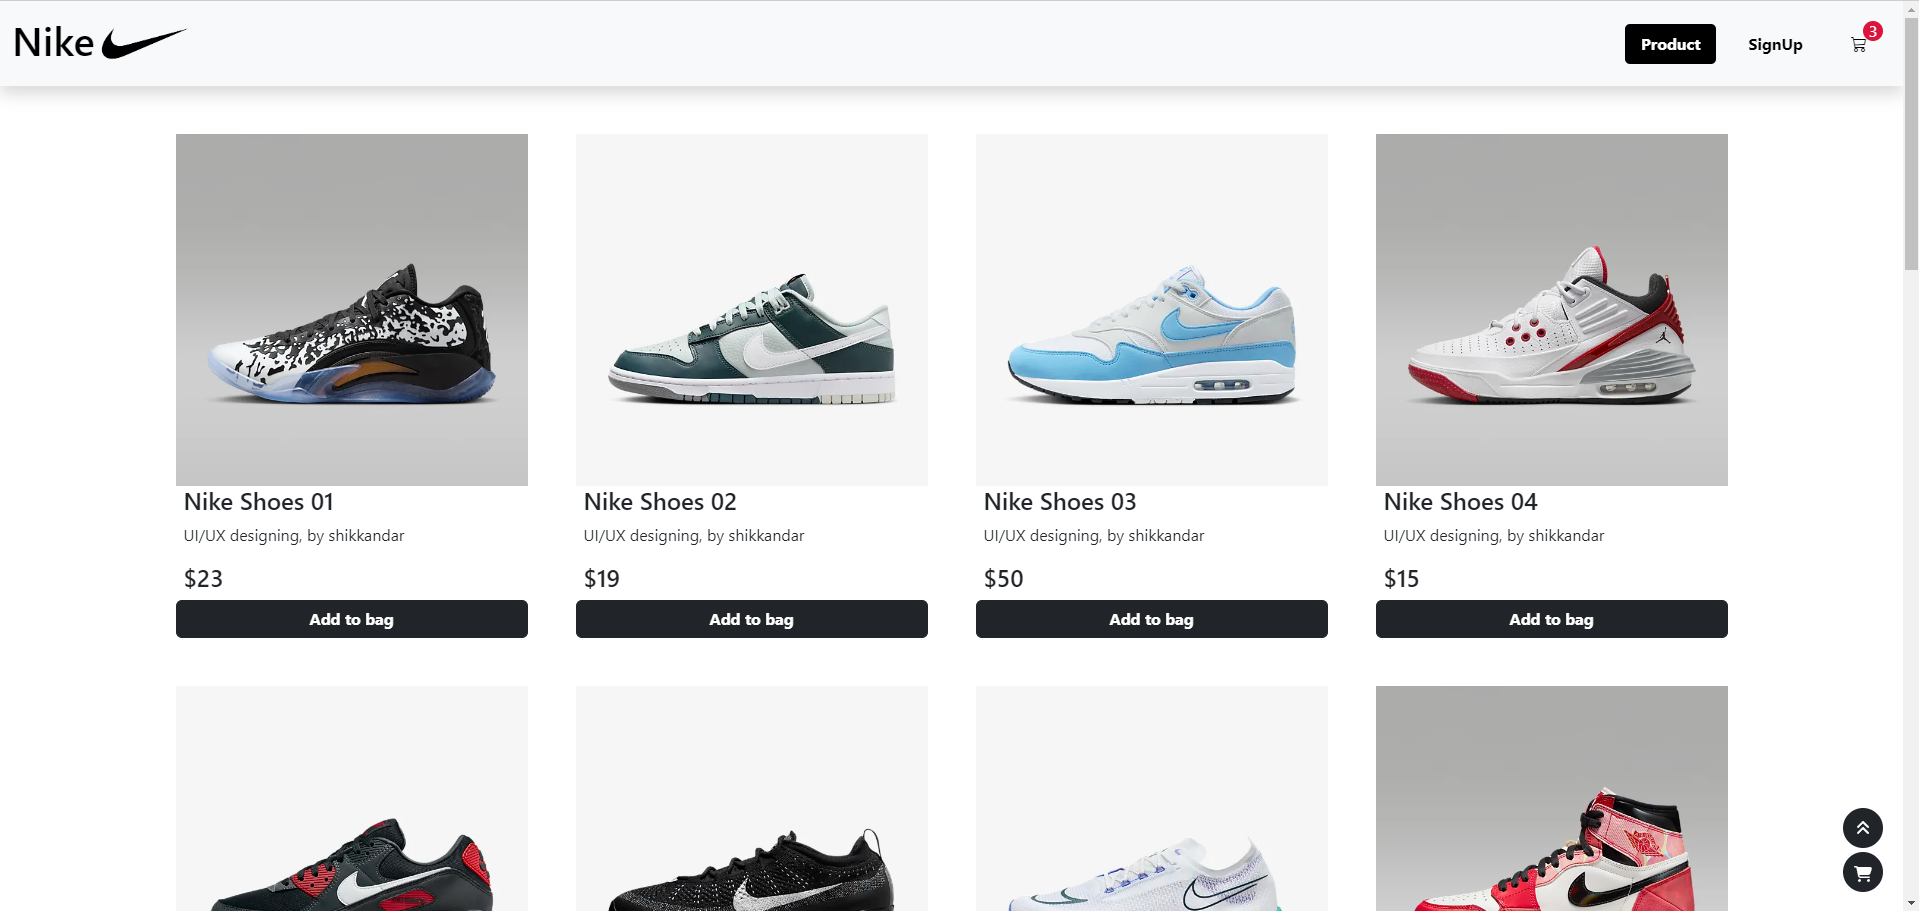 Nike
Product
SignUp
3
Nike Shoes 01
UI/UX designing, by shikkandar
$23
Add to bag
Nike Shoes 02
UI/UX designing, by shikkandar
$19
Add to bag
Nike Shoes 03
UI/UX designing, by shikkandar
$50
Add to bag
Nike Shoes 04
UI/UX designing, by shikkandar
$15
Add to bag